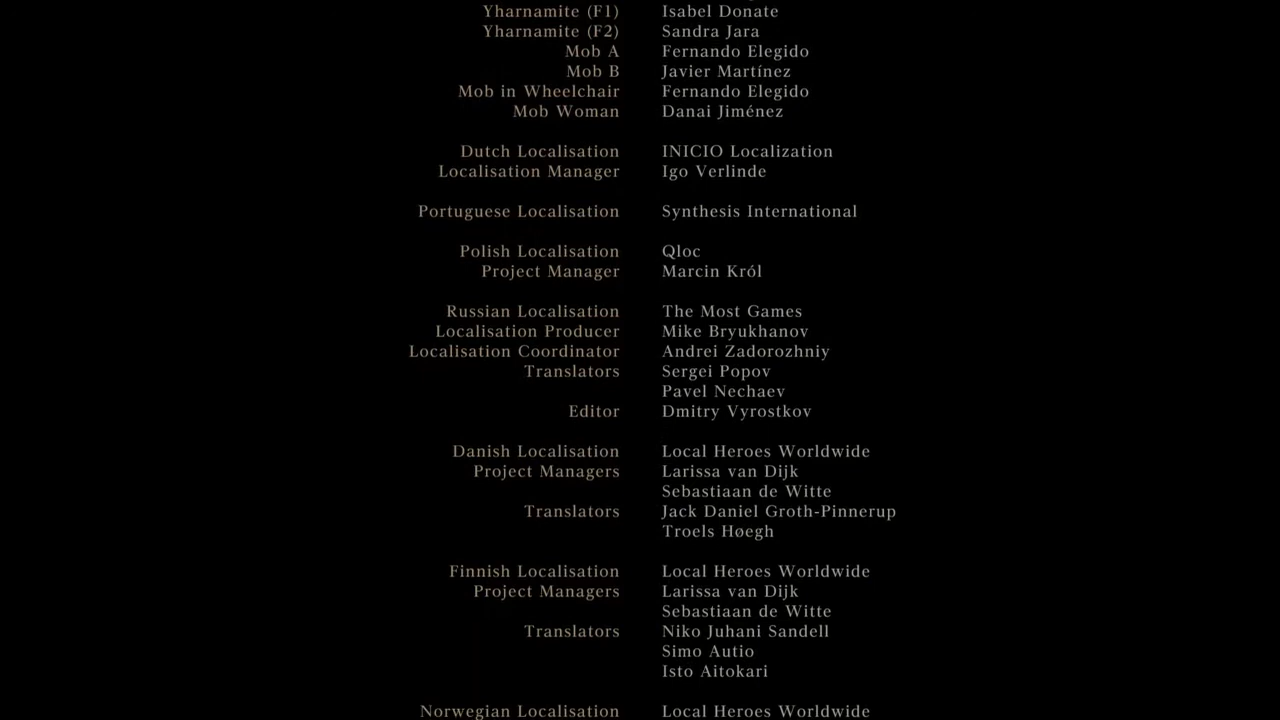 Yharnamite (F1) Isabel Donate
Yharnamite (F2) Sandra Jara
Mob A Fernando Elegido
Mob B Javier Martínez
Mob in Wheelchair Fernando Elegido
Mob Woman Danai Jiménez
Dutch Localisation INICIO Localization
Localisation Manager Igo Verlinde
Portuguese Localisation Synthesis International
Polish Localisation Qloc
Project Manager Marcin Król
Russian Localisation The Most Games
Localisation Producer Mike Bryukhanov
Localisation Coordinator Andrei Zadorozhniy
Translators Sergei Popov
Pavel Nechaev
Editor Dmitry Vyrostkov
Danish Localisation Local Heroes Worldwide
Project Managers Larissa van Dijk
Sebastiaan de Witte
Translators Jack Daniel Groth-Pinnerup
Troels Høegh
Finnish Localisation Local Heroes Worldwide
Project Managers Larissa van Dijk
Sebastiaan de Witte
Translators Niko Juhani Sandell
Simo Autio
Isto Aitokari
Norwegian Localisation Local Heroes Worldwide